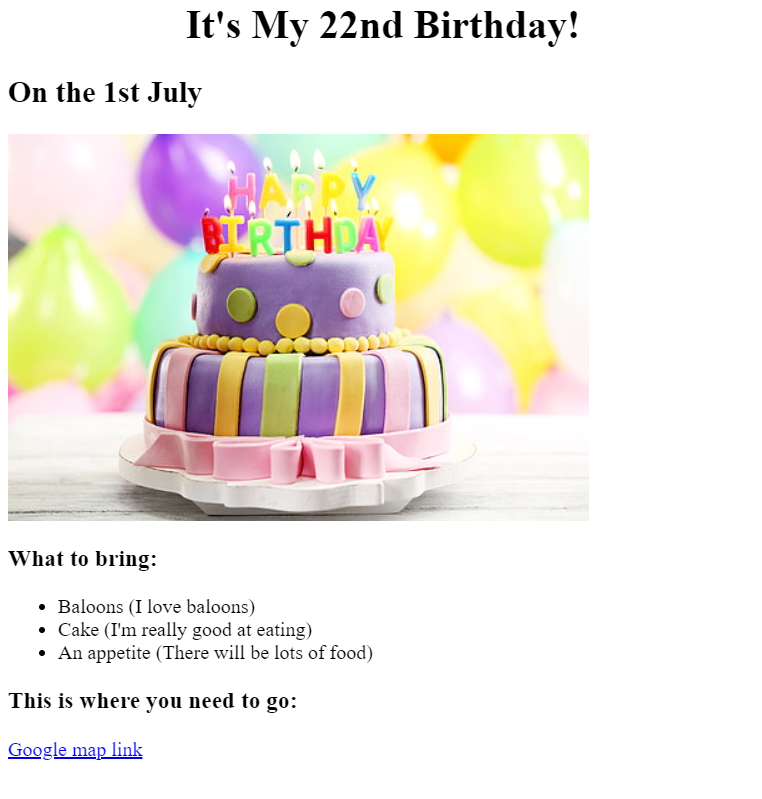 It's My 22nd Birthday!
On the 1st July
HAPPY
BIRTHDAY
What to bring:
Baloons (I love baloons)
Cake (I'm really good at eating)
An appetite (There will be lots of food)
This is where you need to go:
Google map link